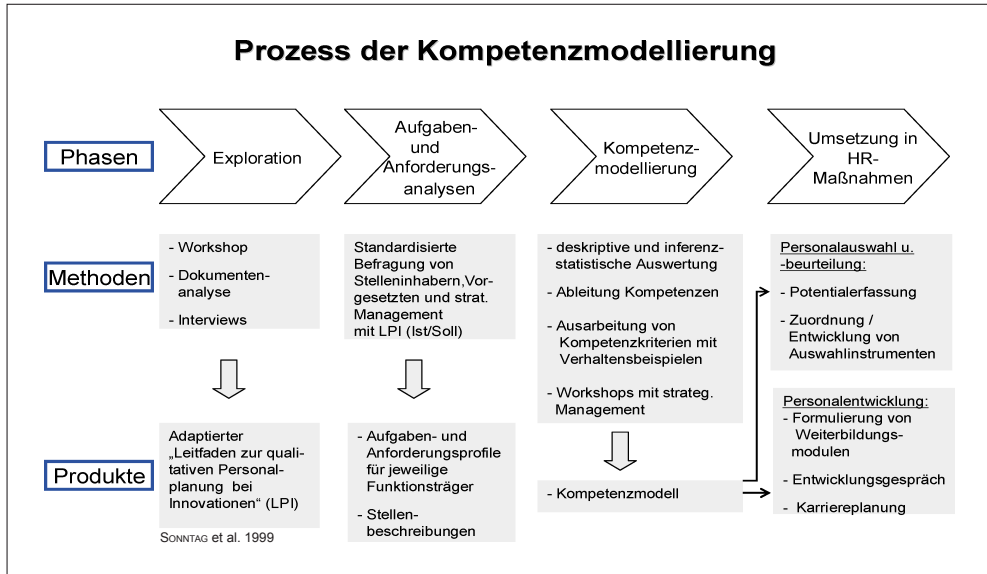 Prozess der Kompetenzmodellierung
Phasen
Exploration
Aufgaben-
und
Anforderungs-
analysen
Kompetenz-
modellierung
Umsetzung in
HR-
Maßnahmen
Methoden
- Workshop
- Dokumenten-
analyse
- Interviews
Standardisierte
Befragung von
Stelleninhabern,Vor-
gesetzten und strat.
Management
mit LPI (Ist/Soll)
- deskriptive und inferenz-
statistische Auswertung
- Ableitung Kompetenzen
- Ausarbeitung von
Kompetenzkriterien mit
Verhaltensbeispielen
- Workshops mit strateg.
Management
Personalauswahl u.
-beurteilung:
- Potentialerfassung
- Zuordnung /
Entwicklung von
Auswahlinstrumenten
Produkte
Adaptierter
„Leitfaden zur quali-
tativen Personal-
planung bei
Innovationen“ (LPI)
SONNTAG et al. 1999
- Aufgaben- und
Anforderungsprofile
für jeweilige
Funktionsträger
- Stellen-
beschreibungen
- Kompetenzmodell
Personalentwicklung:
- Formulierung von
Weiterbildungs-
modulen
- Entwicklungsgespräch
- Karriereplanung